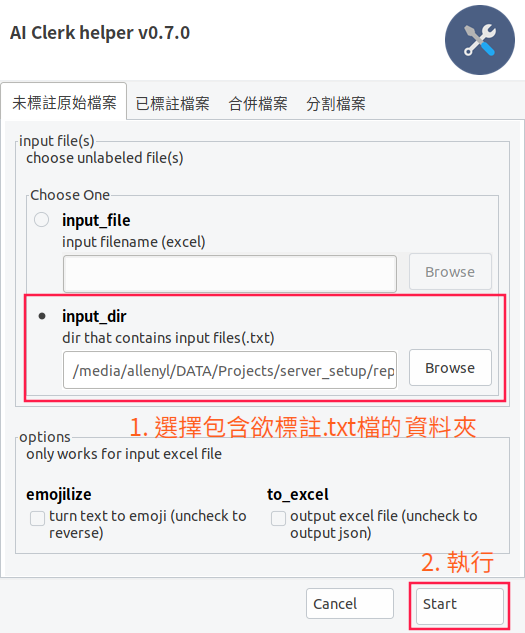 AI Clerk helper v0.7.0
未標註原始檔案 已標註檔案 合併檔案 分割檔案
input file(s)
choose unlabeled file(s)
Choose One
input_file
input filename (excel)
Browse
input_dir
dir that contains input files(.txt)
/media/allenyl/DATA/Projects/server_setup/rep
Browse
1. 選擇包含欲標註.txt檔的資料夾
options
only works for input excel file
emojilize
turn text to emoji (uncheck to
reverse)
to_excel
output excel file (uncheck to
output json)
2. 執行
Cancel
Start